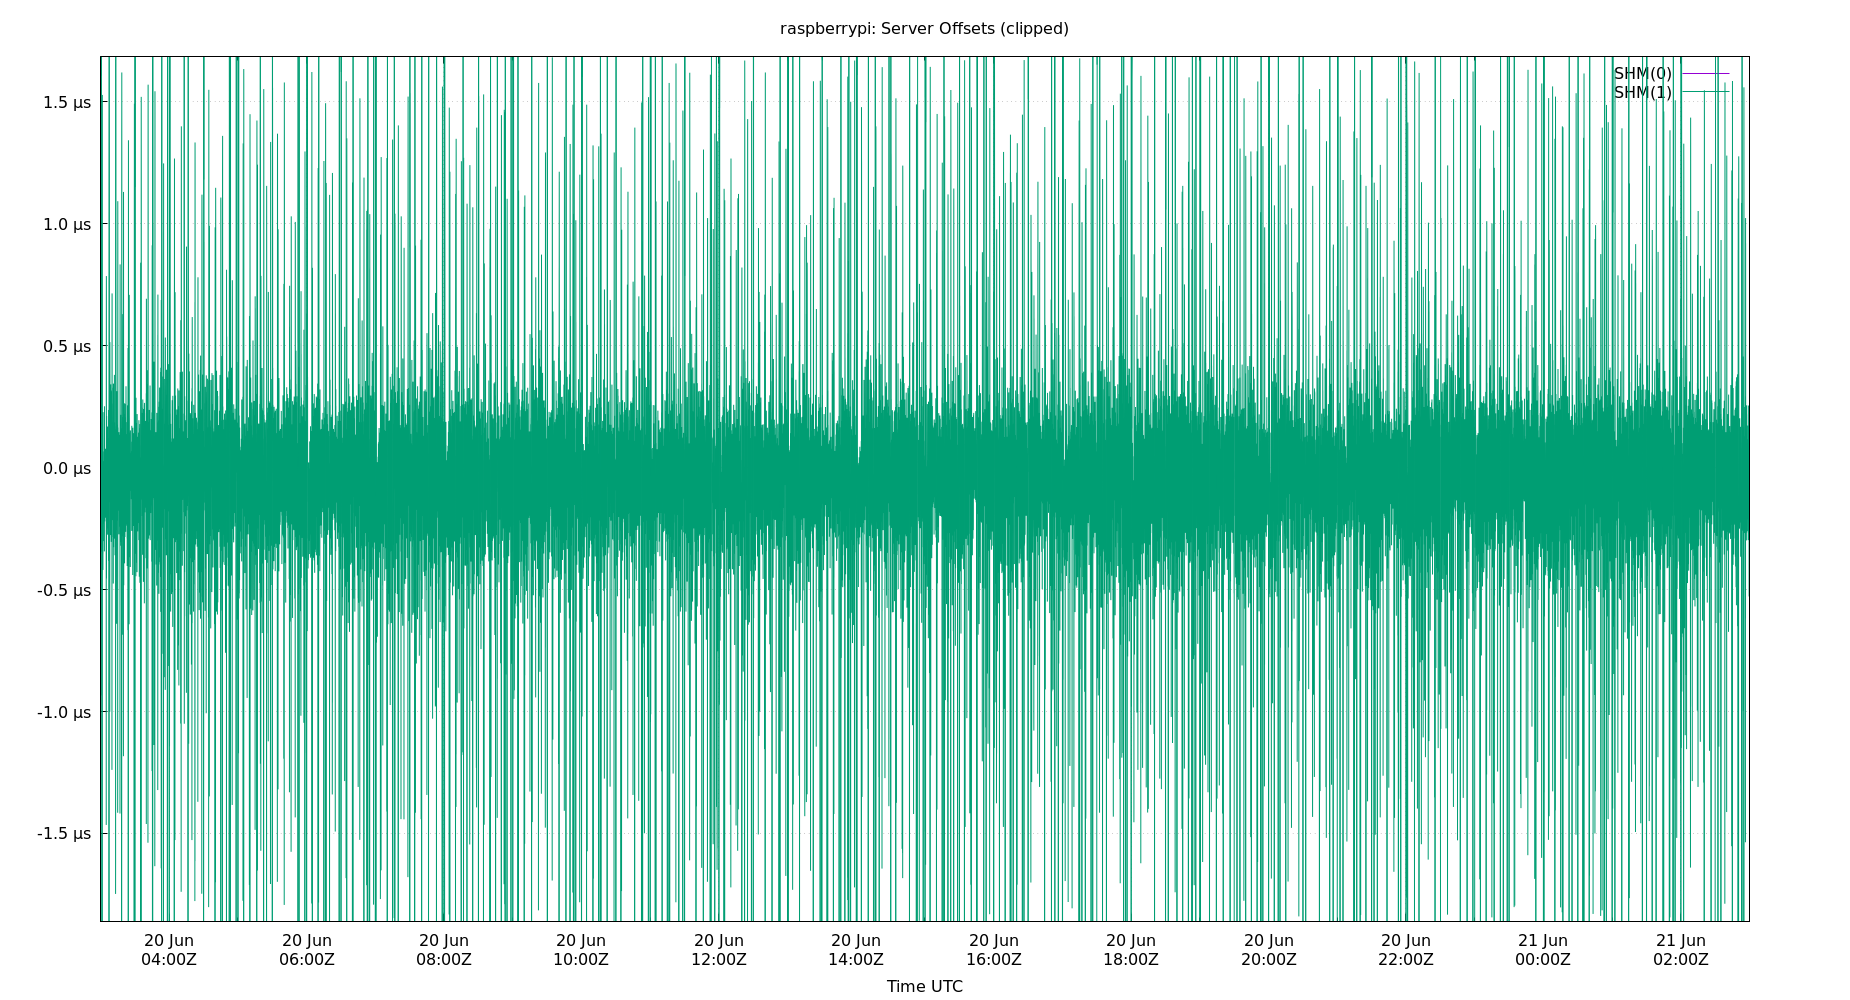 raspberrypi: Server Offsets (clipped)
SHM(0)
SHM(1)
1.5 µs
1.0 µs
0.5 µs
0.0 µs
-0.5 µs
-1.0 µs
-1.5 µs
20 Jun 20 Jun 20 Jun 20 Jun 20 Jun 20 Jun 20 Jun 20 Jun 20 Jun 20 Jun 21 Jun 21 Jun
04:00Z 06:00Z 08:00Z 10:00Z 12:00Z 14:00Z 16:00Z 18:00Z 20:00Z 22:00Z 00:00Z 02:00Z
Time UTC